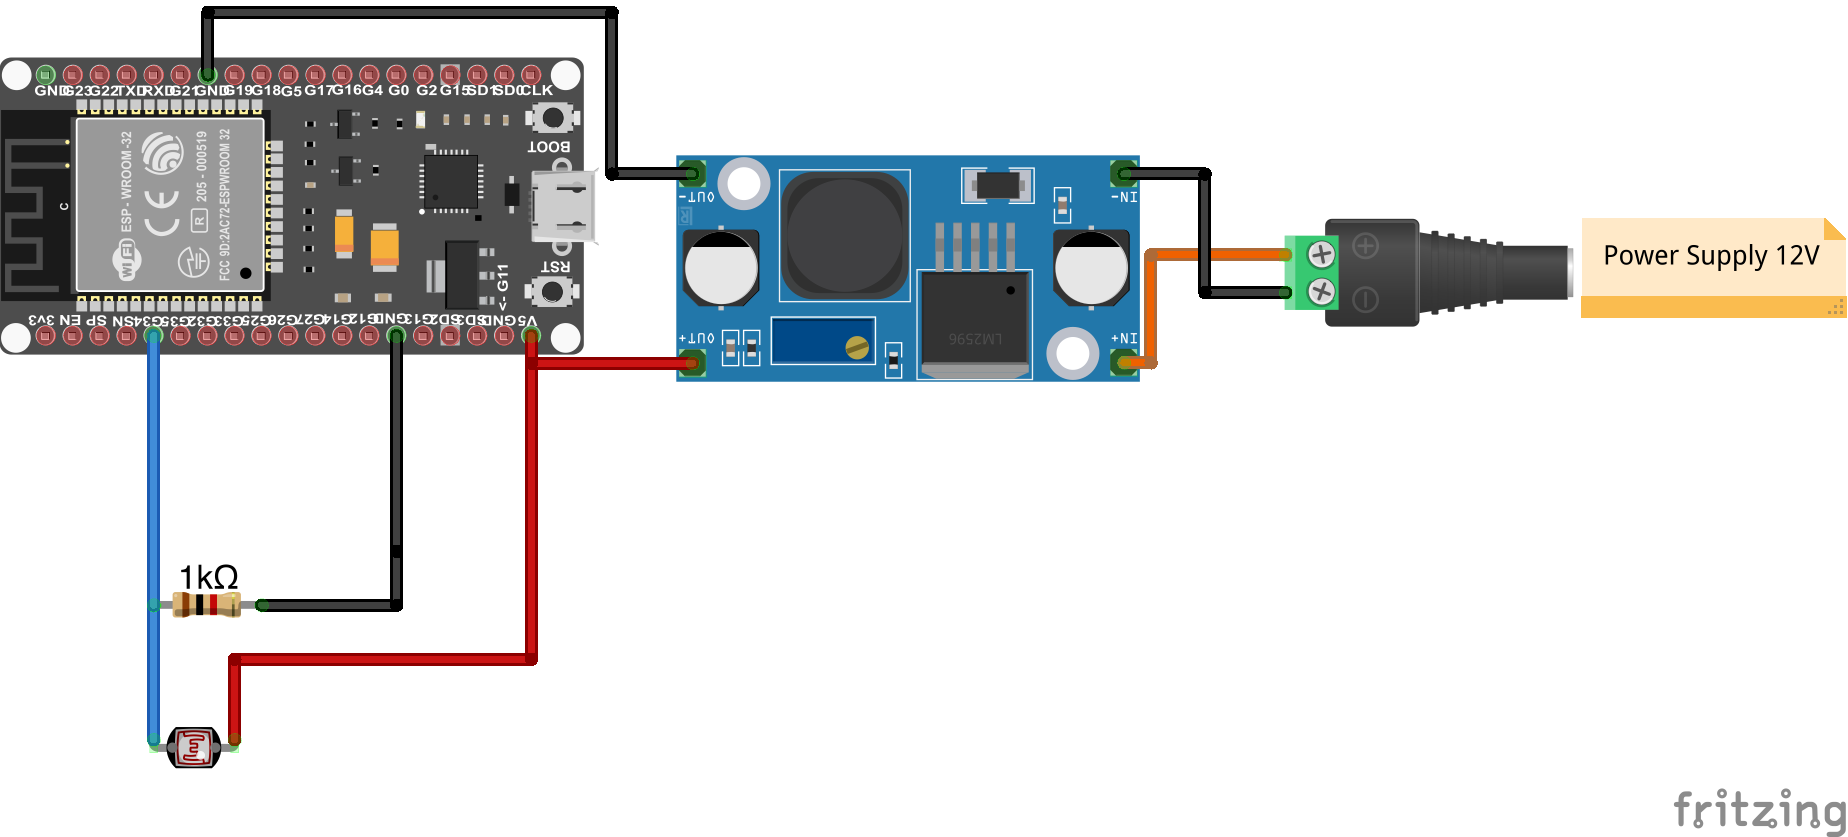 GND G23 G22 TXD RXD G21 GND G19 G18 G5 G17 G16 G4 G0 G2 G15 SD1 SD0 CLK
BOOT
ESP - WROOM -32
CE
R 205 - 000519
FCC 9D:2AC72-ESPWROOM 32
WiFi
C
RST
<- G11
3v3 EN SP SN G34 G35 G32 G33 G25 G26 G27 G14 G12 GND G13 SD2 SD3 GND V5
OUT-
IN-
R
LM2596
OUT+
IN+
Power Supply 12V
1kΩ
fritzing